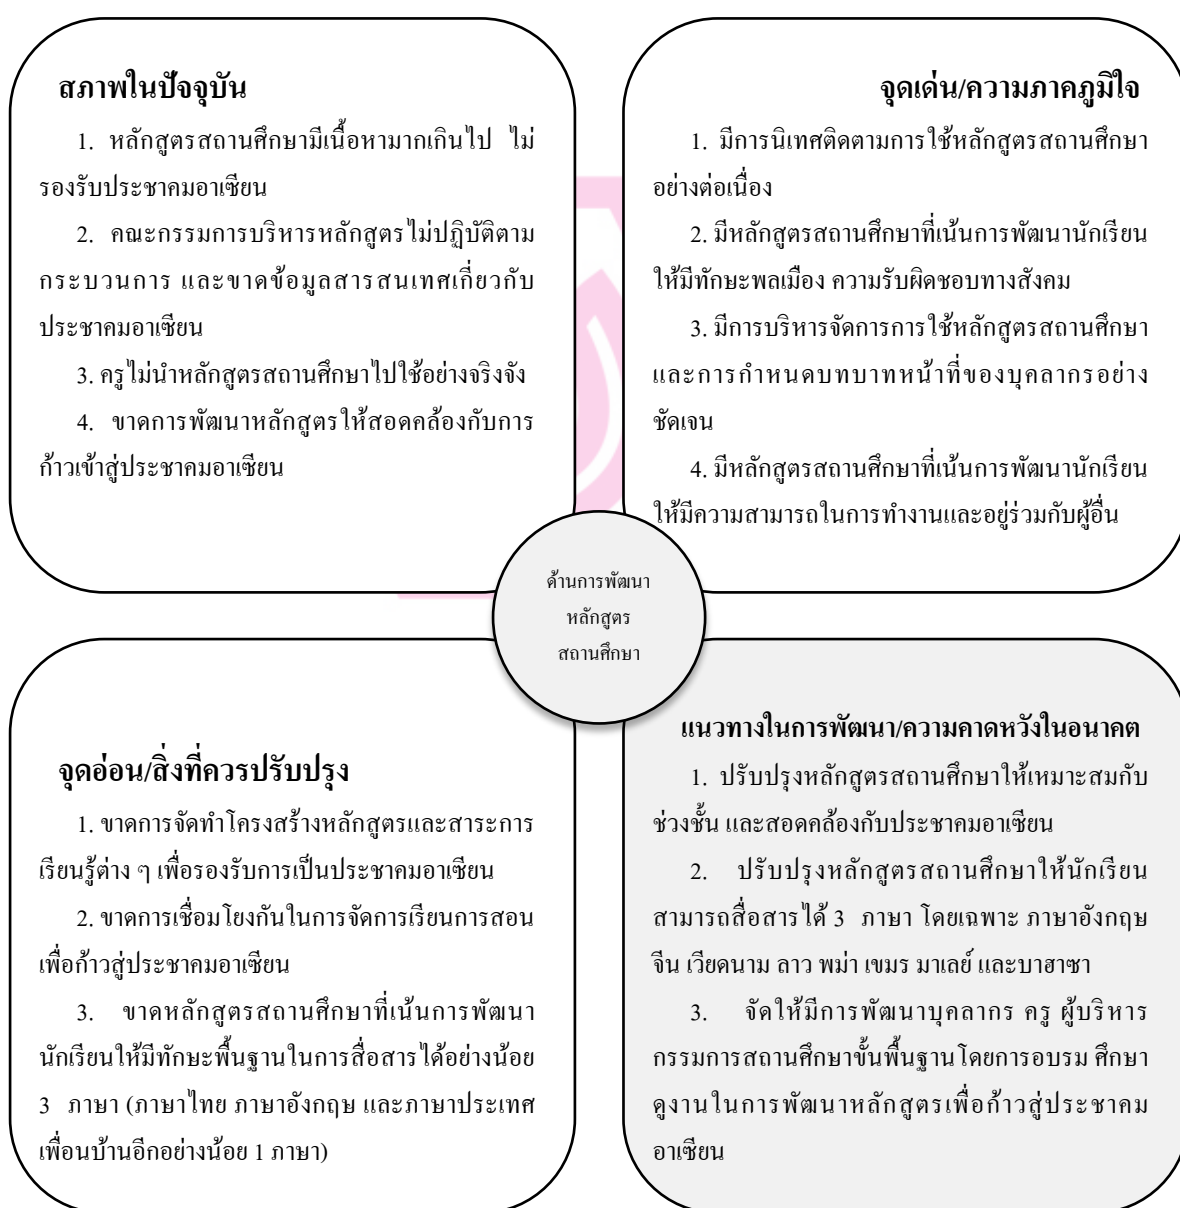 สภาพในปัจจุบัน
1. หลักสูตรสถานศึกษามีเนื้อหามากเกินไป ไม่
รองรับประชาคมอาเซียน
2. คณะกรรมการบริหารหลักสูตรไม่ปฏิบัติตาม
กระบวนการ และขาดข้อมูลสารสนเทศเกี่ยวกับ
ประชาคมอาเซียน
3. ครูไม่นำหลักสูตรสถานศึกษาไปใช้อย่างจริงจัง
4. ขาดการพัฒนาหลักสูตรให้สอดคล้องกับการ
ก้าวเข้าสู่ประชาคมอาเซียน
จุดเด่น/ความภาคภูมิใจ
1. มีการนิเทศติดตามการใช้หลักสูตรสถานศึกษา
อย่างต่อเนื่อง
2. มีหลักสูตรสถานศึกษาที่เน้นการพัฒนานักเรียน
ให้มีทักษะพลเมือง ความรับผิดชอบทางสังคม
3. มีการบริหารจัดการการใช้หลักสูตรสถานศึกษา
และการกำหนดบทบาทหน้าที่ของบุคลากรอย่าง
ชัดเจน
4. มีหลักสูตรสถานศึกษาที่เน้นการพัฒนานักเรียน
ให้มีความสามารถในการทำงานและอยู่ร่วมกับผู้อื่น
ด้านการพัฒนา
หลักสูตร
สถานศึกษา
จุดอ่อน/สิ่งที่ควรปรับปรุง
1. ขาดการจัดทำโครงสร้างหลักสูตรและสาระการ
เรียนรู้ต่าง ๆ เพื่อรองรับการเป็นประชาคมอาเซียน
2. ขาดการเชื่อมโยงกันในการจัดการเรียนการสอน
เพื่อก้าวสู่ประชาคมอาเซียน
3. ขาดหลักสูตรสถานศึกษาที่เน้นการพัฒนา
นักเรียนให้มีทักษะพื้นฐานในการสื่อสารได้อย่างน้อย
3 ภาษา (ภาษาไทย ภาษาอังกฤษ และภาษาประเทศ
เพื่อนบ้านอีกอย่างน้อย 1 ภาษา)
แนวทางในการพัฒนา/ความคาดหวังในอนาคต
1. ปรับปรุงหลักสูตรสถานศึกษาให้เหมาะสมกับ
ช่วงชั้น และสอดคล้องกับประชาคมอาเซียน
2. ปรับปรุงหลักสูตรสถานศึกษาให้นักเรียน
สามารถสื่อสารได้ 3 ภาษา โดยเฉพาะ ภาษาอังกฤษ
จีน เวียดนาม ลาว พม่า เขมร มาเลย์ และบาฮาซา
3. จัดให้มีการพัฒนาบุคลากร ครู ผู้บริหาร
กรรมการสถานศึกษาขั้นพื้นฐานโดยการอบรม ศึกษา
ดูงานในการพัฒนาหลักสูตรเพื่อก้าวสู่ประชาคม
อาเซียน